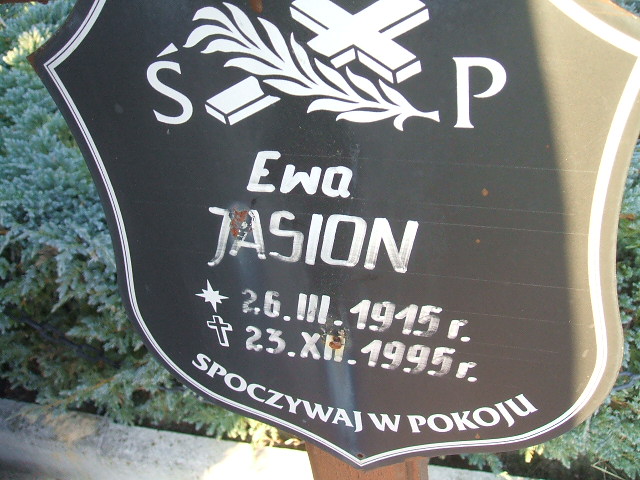 Ś P
Ewa
JASION
26.III.1915 r.
23.XII.1995 r.
SPOCZYWAJ W POKOJU